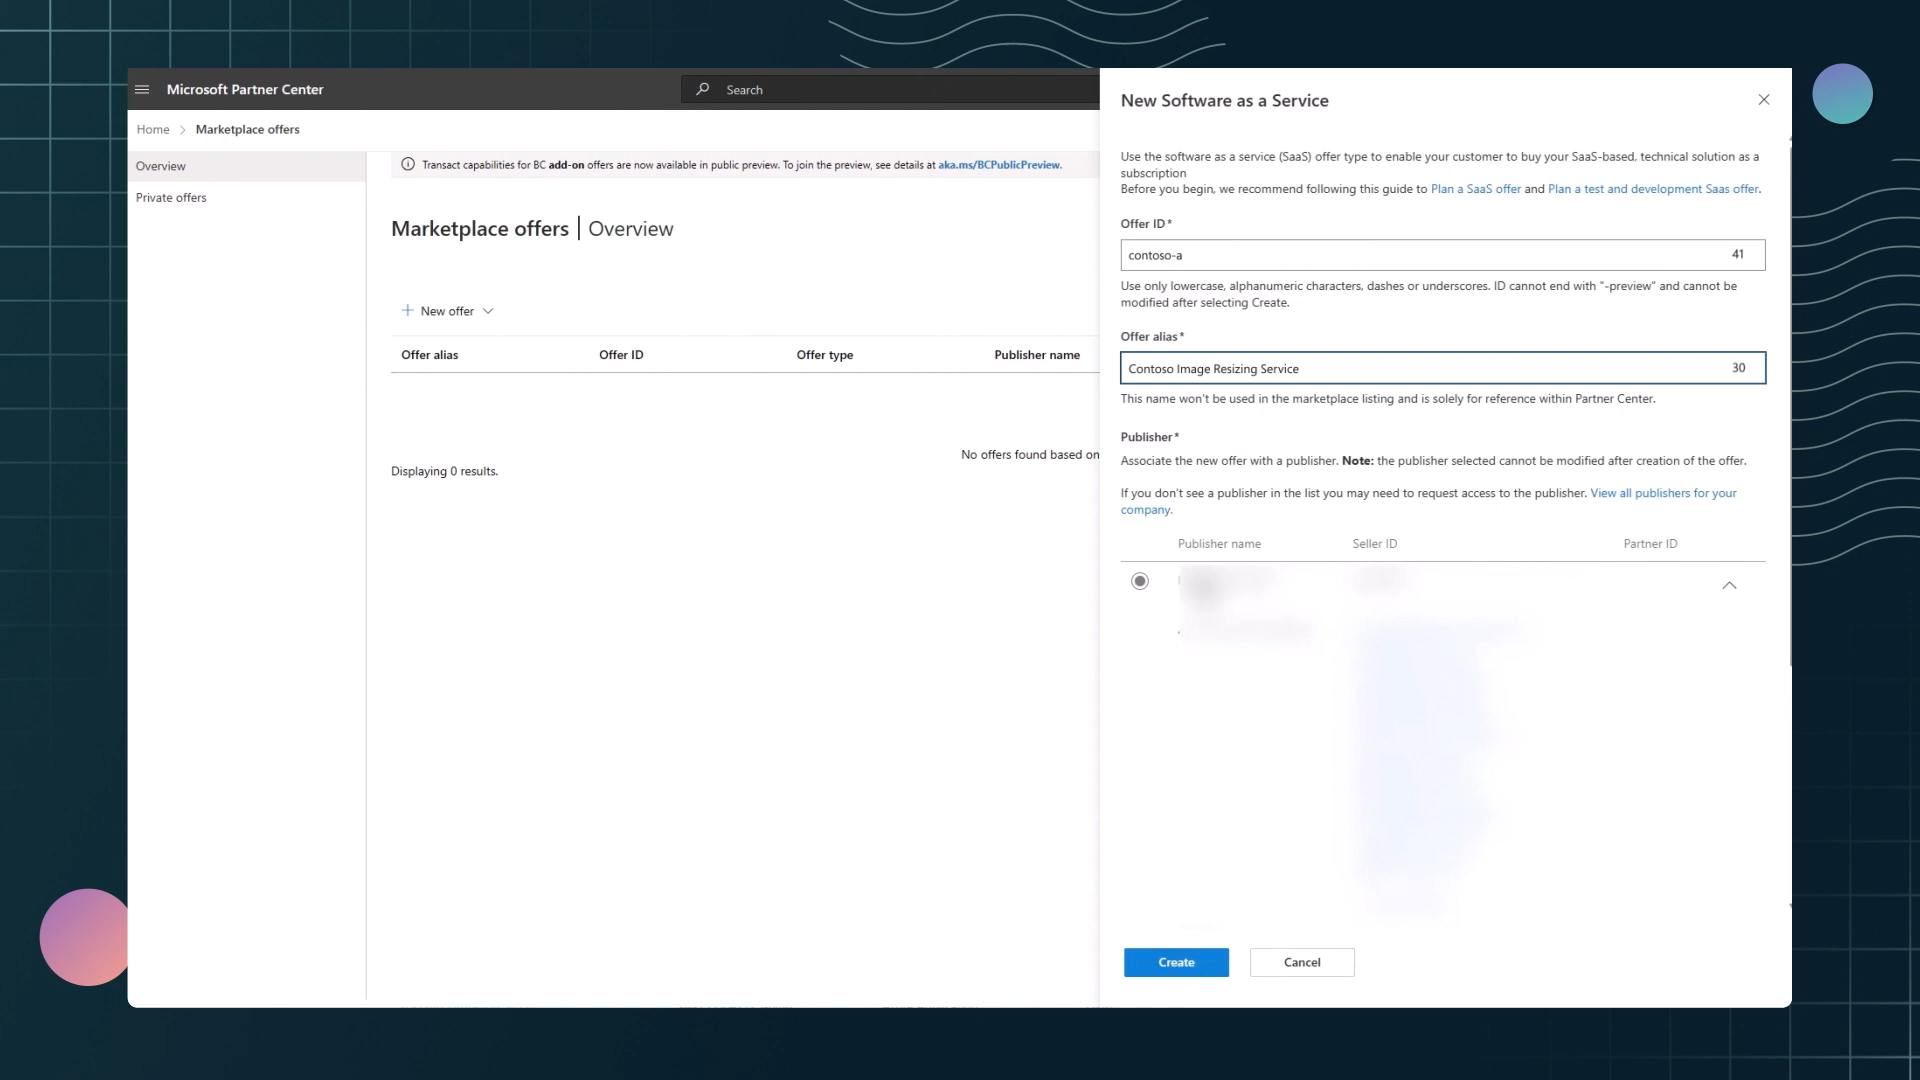 Microsoft Partner Center
Search
Home
Marketplace offers
Overview
Private offers
Transact capabilities for BC add-on offers are now available in public preview. To join the preview, see details at aka.ms/BCPublicPreview.
Marketplace offers | Overview
New offer
Offer alias
Offer ID
Offer type
Publisher name
No offers found based on
Displaying 0 results.
New Software as a Service
Use the software as a service (SaaS) offer type to enable your customer to buy your SaaS-based, technical solution as a
subscription
Before you begin, we recommend following this guide to Plan a SaaS offer and Plan a test and development Saas offer.
Offer ID*
contoso-a
41
Use only lowercase, alphanumeric characters, dashes or underscores. ID cannot end with "-preview" and cannot be
modified after selecting Create.
Offer alias*
Contoso Image Resizing Service
30
This name won't be used in the marketplace listing and is solely for reference within Partner Center.
Publisher*
Associate the new offer with a publisher. Note: the publisher selected cannot be modified after creation of the offer.
If you don't see a publisher in the list you may need to request access to the publisher. View all publishers for your
company.
Publisher name
Seller ID
Partner ID
Create
Cancel